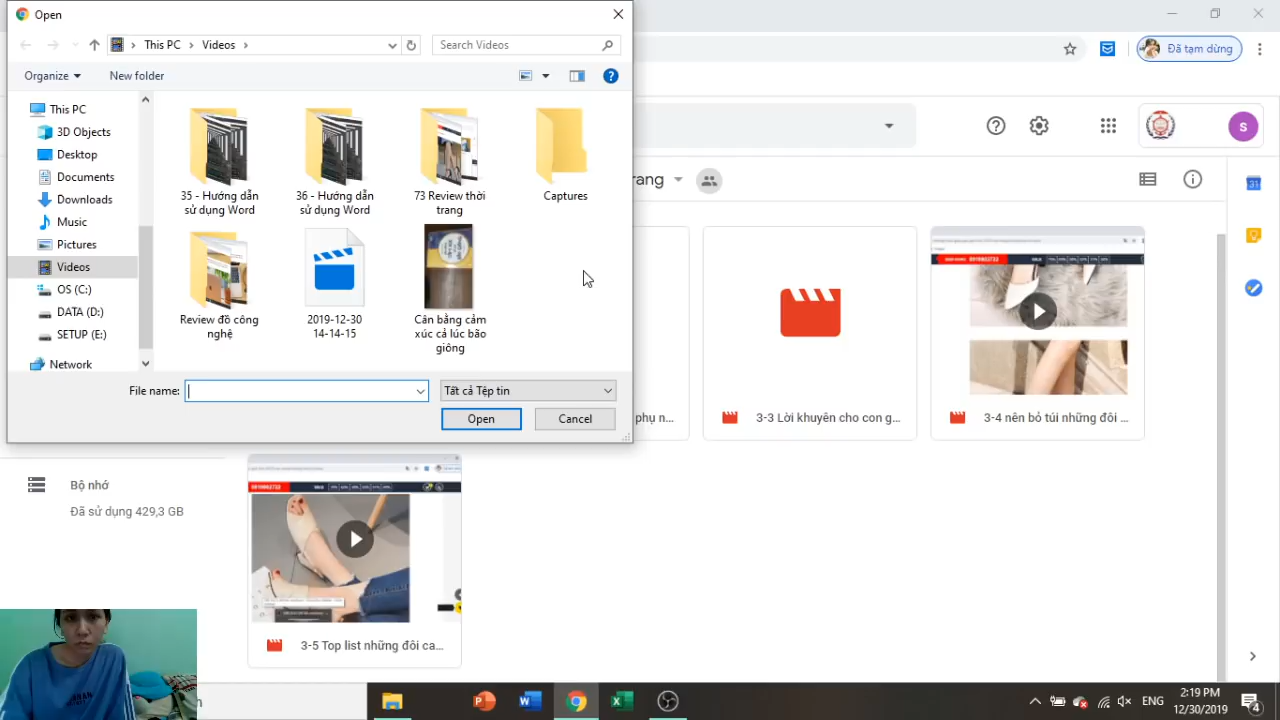 Open
This PC
Videos
Search Videos
Đã tạm dừng
Organize
New folder
This PC
3D Objects
Desktop
Documents
Downloads
Music
Pictures
Videos
OS (C:)
DATA (D:)
SETUP (E:)
Network
35 - Hướng dẫn
sử dụng Word
36 - Hướng dẫn
sử dụng Word
73 Review thời
trang
Captures
Review đồ công
nghệ
2019-12-30
14-14-15
Cân bằng cảm
xúc cả lúc bão
giông
File name:
Tất cả Tệp tin
Open
Cancel
rang
S
31
phụ n...
3-3 Lời khuyên cho con g...
3-4 nên bỏ túi những đôi ...
Bộ nhớ
Đã sử dụng 429,3 GB
3-5 Top list những đôi ca...
ENG
2:19 PM
12/30/2019
4